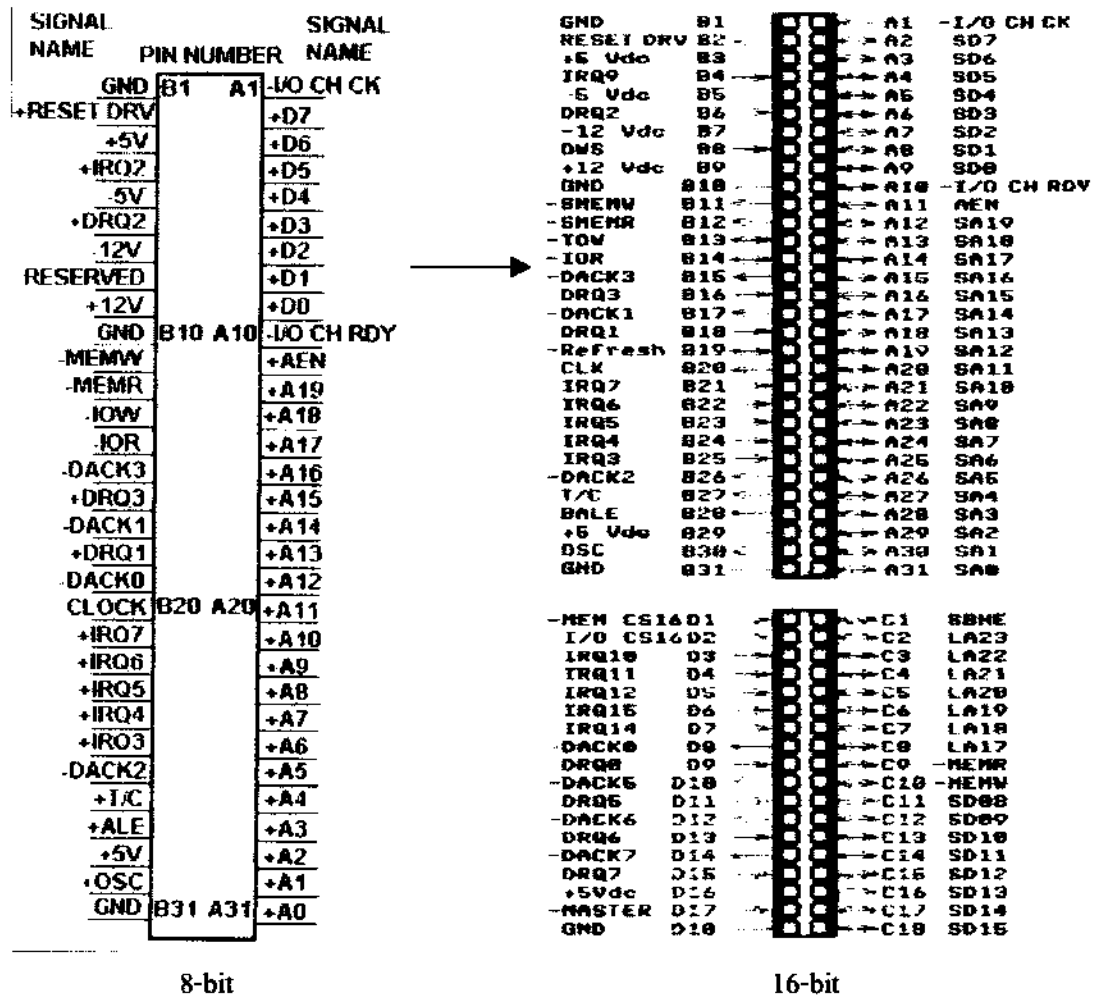 SIGNAL NAME PIN NUMBER SIGNAL NAME
GND B1 A1 -I/O CH CK
+RESET DRV +D7
+5V +D6
+IRQ2 +D5
-5V +D4
+DRQ2 +D3
-12V +D2
RESERVED +D1
+12V +D0
GND B10 A10 -I/O CH RDY
-MEMW +AEN
-MEMR +A19
-IOW +A18
-IOR +A17
-DACK3 +A16
+DRQ3 +A15
-DACK1 +A14
+DRQ1 +A13
-DACK0 +A12
CLOCK B20 A20 +A11
+IRQ7 +A10
+IRQ6 +A9
+IRQ5 +A8
+IRQ4 +A7
+IRQ3 +A6
-DACK2 +A5
+T/C +A4
+ALE +A3
+5V +A2
+OSC +A1
GND B31 A31 +A0
8-bit
GND B1 A1 -I/O CH CK
RESET DRV B2 A2 SD7
+5 Vdc B3 A3 SD6
IRQ9 B4 A4 SD5
-5 Vdc B5 A5 SD4
DRQ2 B6 A6 SD3
-12 Vdc B7 A7 SD2
OWS B8 A8 SD1
+12 Vdc B9 A9 SD0
GND B10 A10 -I/O CH RDY
-SMEMW B11 A11 AEN
-SMEMR B12 A12 SA19
-IOW B13 A13 SA18
-IOR B14 A14 SA17
-DACK3 B15 A15 SA16
DRQ3 B16 A16 SA15
-DACK1 B17 A17 SA14
DRQ1 B18 A18 SA13
-Refresh B19 A19 SA12
CLK B20 A20 SA11
IRQ7 B21 A21 SA10
IRQ6 B22 A22 SA9
IRQ5 B23 A23 SA8
IRQ4 B24 A24 SA7
IRQ3 B25 A25 SA6
-DACK2 B26 A26 SA5
T/C B27 A27 SA4
BALE B28 A28 SA3
+5 Vdc B29 A29 SA2
OSC B30 A30 SA1
GND B31 A31 SA0
-MEM CS16 D1 C1 SBHE
I/O CS16 D2 C2 LA23
IRQ10 D3 C3 LA22
IRQ11 D4 C4 LA21
IRQ12 D5 C5 LA20
IRQ15 D6 C6 LA19
IRQ14 D7 C7 LA18
-DACK0 D8 C8 LA17
DRQ0 D9 C9 -MEMR
-DACK5 D10 C10 -MEMW
DRQ5 D11 C11 SD08
-DACK6 D12 C12 SD09
DRQ6 D13 C13 SD10
-DACK7 D14 C14 SD11
DRQ7 D15 C15 SD12
+5Vdc D16 C16 SD13
-MASTER D17 C17 SD14
GND D18 C18 SD15
16-bit